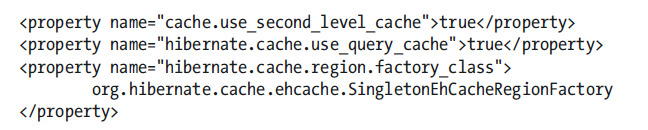 <property name="cache.use_second_level_cache">true</property>
<property name="hibernate.cache.use_query_cache">true</property>
<property name="hibernate.cache.region.factory_class">
org.hibernate.cache.ehcache.SingletonEhCacheRegionFactory
</property>